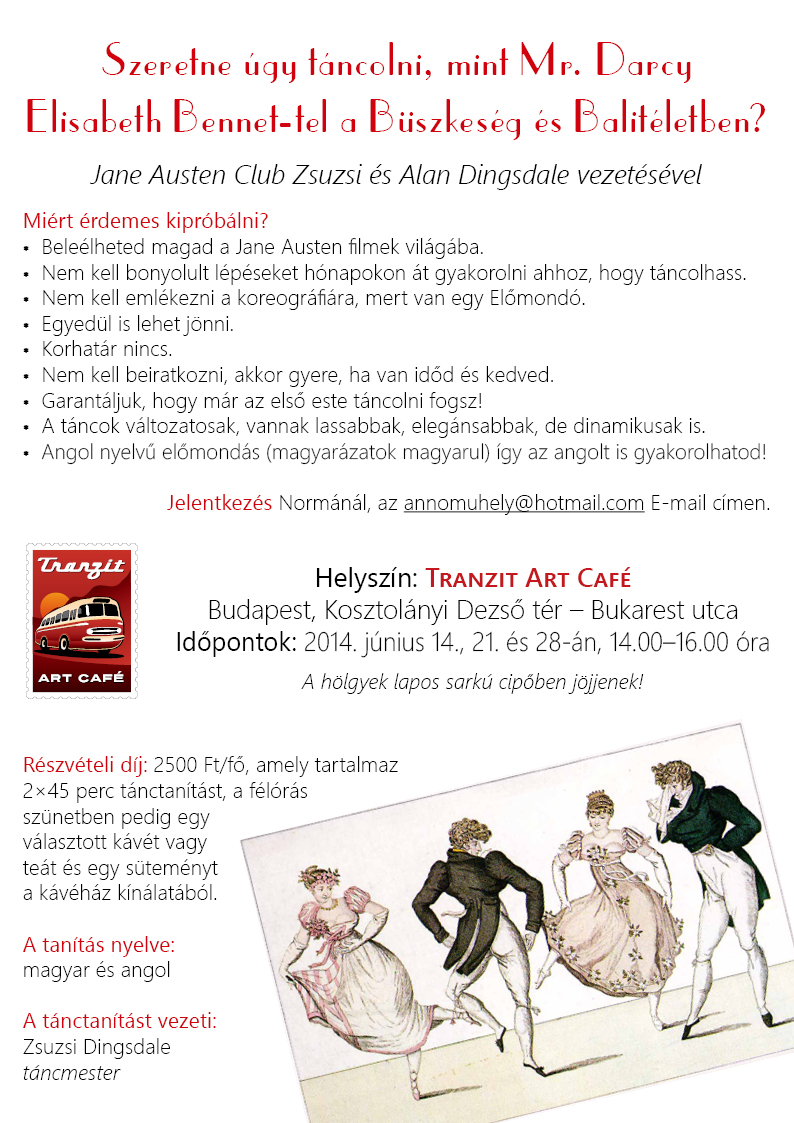 Szeretne úgy táncolni, mint Mr. Darcy
Elisabeth Bennet-tel a Büszkeség és Balítéletben?
Jane Austen Club Zsuzsi és Alan Dingsdale vezetésével
Miért érdemes kipróbálni?
• Beleélheted magad a Jane Austen filmek világába.
• Nem kell bonyolult lépéseket hónapokon át gyakorolni ahhoz, hogy táncolhass.
• Nem kell emlékezni a koreográfiára, mert van egy Előmondó.
• Egyedül is lehet jönni.
• Korhatár nincs.
• Nem kell beiratkozni, akkor gyere, ha van időd és kedved.
• Garantáljuk, hogy már az első este táncolni fogsz!
• A táncok változatosak, vannak lassabbak, elegánsabbak, de dinamikusak is.
• Angol nyelvű előmondás (magyarázatok magyarul) így az angolt is gyakorolhatod!
Jelentkezés Normánál, az annomuhely@hotmail.com E-mail címen.
Tranzit
ART CAFÉ
Helyszín: Tranzit Art Café
Budapest, Kosztolányi Dezső tér – Bukarest utca
Időpontok: 2014. június 14., 21. és 28-án, 14.00–16.00 óra
A hölgyek lapos sarkú cipőben jöjjenek!
Részvételi díj: 2500 Ft/fő, amely tartalmaz
2×45 perc tánctanítást, a félórás
szünetben pedig egy
választott kávét vagy
teát és egy süteményt
a kávéház kínálatából.
A tanítás nyelve:
magyar és angol
A tánctanítást vezeti:
Zsuzsi Dingsdale
táncmester